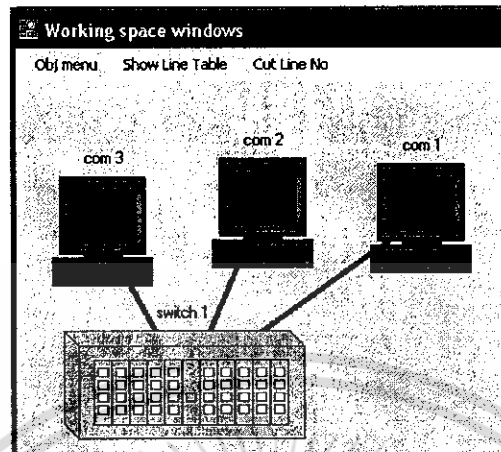 Working space windows
Obj menu Show Line Table Cut Line No
com 3 com 2 com 1
switch 1